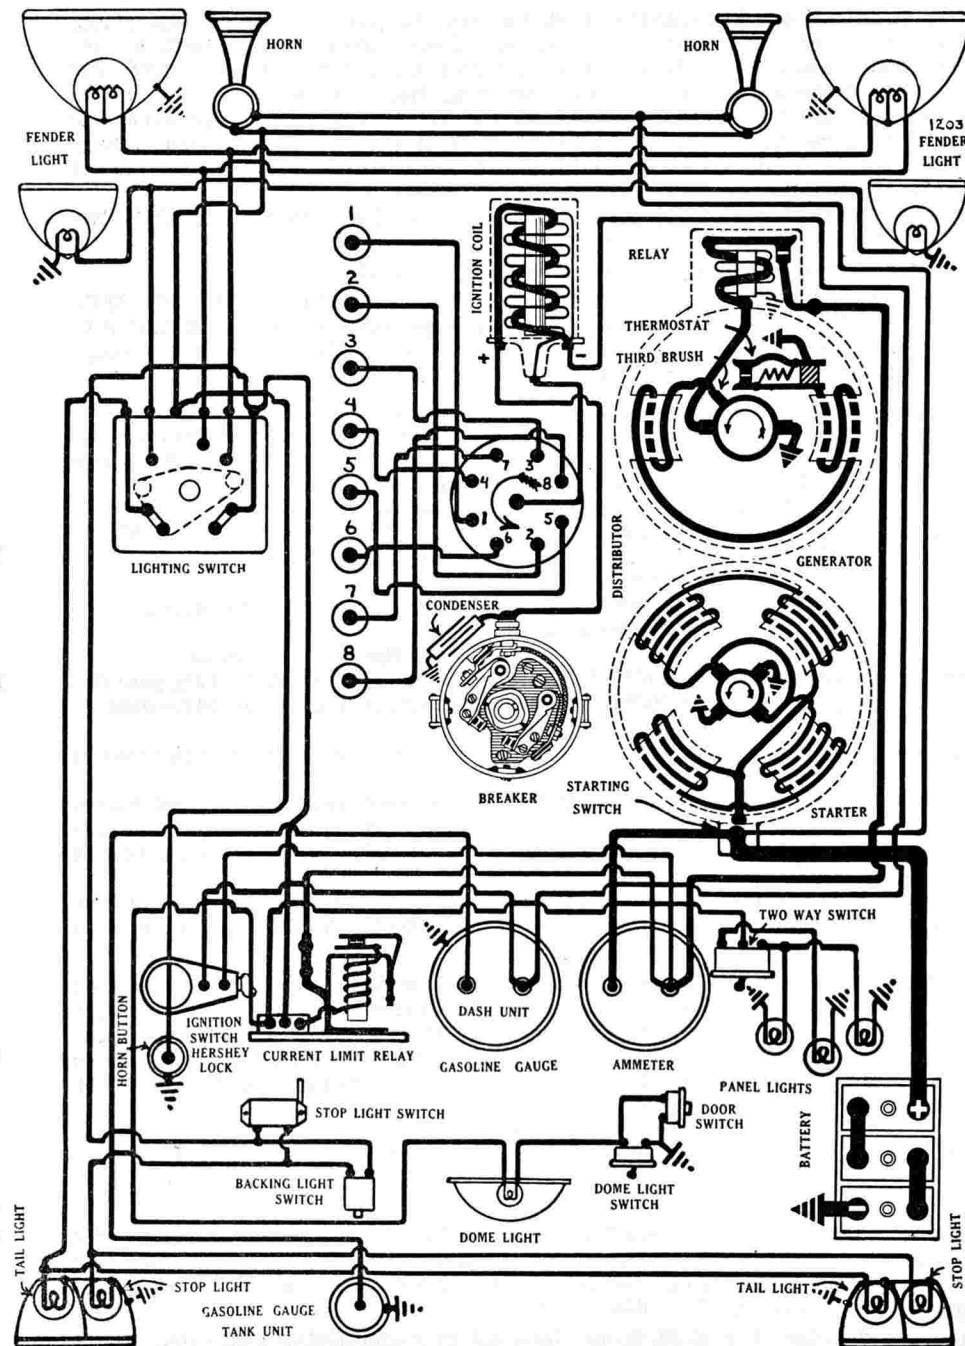 HORN
HORN
FENDER
LIGHT
1203
FENDER
LIGHT
1
2
3
4
5
6
7
8
IGNITION COIL
+
-
RELAY
THERMOSTAT
THIRD BRUSH
7
3
4
8
1
5
6
2
LIGHTING SWITCH
DISTRIBUTOR
GENERATOR
CONDENSER
BREAKER
STARTING
SWITCH
STARTER
TWO WAY SWITCH
HORN BUTTON
IGNITION
SWITCH
HERSHEY
LOCK
CURRENT LIMIT RELAY
DASH UNIT
GASOLINE GAUGE
AMMETER
PANEL LIGHTS
STOP LIGHT SWITCH
DOOR
SWITCH
BATTERY
+
-
BACKING LIGHT
SWITCH
DOME LIGHT
DOME LIGHT
SWITCH
TAIL LIGHT
STOP LIGHT
GASOLINE GAUGE
TANK UNIT
TAIL LIGHT
STOP LIGHT